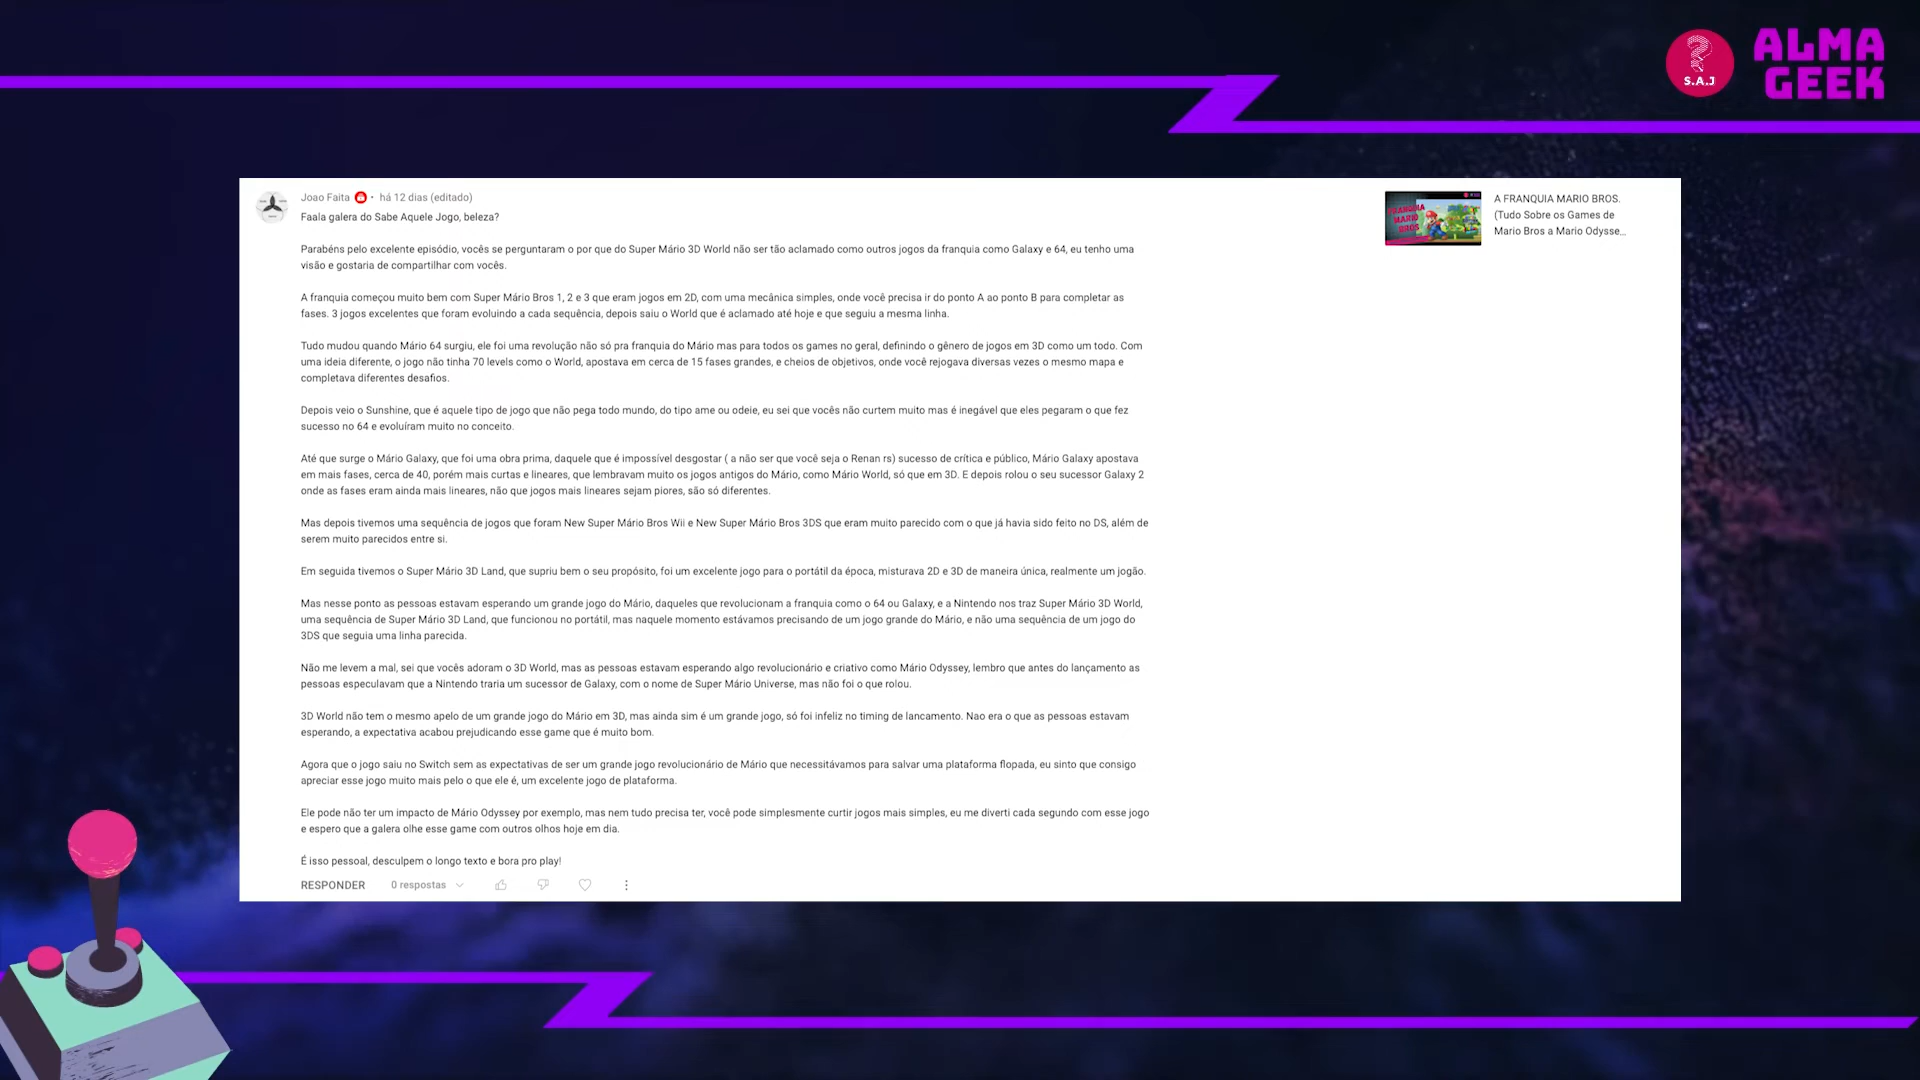 S.A.J
ALMA
GEEK
Joao Faita • há 12 dias (editado)
Faala galera do Sabe Aquele Jogo, beleza?
Parabéns pelo excelente episódio, vocês se perguntaram o por que do Super Mário 3D World não ser tão aclamado como outros jogos da franquia como Galaxy e 64, eu tenho uma
visão e gostaria de compartilhar com vocês.
A franquia começou muito bem com Super Mário Bros 1, 2 e 3 que eram jogos em 2D, com uma mecânica simples, onde você precisa ir do ponto A ao ponto B para completar as
fases. 3 jogos excelentes que foram evoluindo a cada sequência, depois saiu o World que é aclamado até hoje e que seguiu a mesma linha.
Tudo mudou quando Mário 64 surgiu, ele foi uma revolução não só pra franquia do Mário mas para todos os games no geral, definindo o gênero de jogos em 3D como um todo. Com
uma ideia diferente, o jogo não tinha 70 levels como o World, apostava em cerca de 15 fases grandes, e cheios de objetivos, onde você rejogava diversas vezes o mesmo mapa e
completava diferentes desafios.
Depois veio o Sunshine, que é aquele tipo de jogo que não pega todo mundo, do tipo ame ou odeie, eu sei que vocês não curtem muito mas é inegável que eles pegaram o que fez
sucesso no 64 e evoluíram muito no conceito.
Até que surge o Mário Galaxy, que foi uma obra prima, daquele que é impossível desgostar ( a não ser que você seja o Renan rs) sucesso de crítica e público, Mário Galaxy apostava
em mais fases, cerca de 40, porém mais curtas e lineares, que lembravam muito os jogos antigos do Mário, como Mário World, só que em 3D. E depois rolou o seu sucessor Galaxy 2
onde as fases eram ainda mais lineares, não que jogos mais lineares sejam piores, são só diferentes.
Mas depois tivemos uma sequência de jogos que foram New Super Mário Bros Wii e New Super Mário Bros 3DS que eram muito parecido com o que já havia sido feito no DS, além de
serem muito parecidos entre si.
Em seguida tivemos o Super Mário 3D Land, que supriu bem o seu propósito, foi um excelente jogo para o portátil da época, misturava 2D e 3D de maneira única, realmente um jogão.
Mas nesse ponto as pessoas estavam esperando um grande jogo do Mário, daqueles que revolucionam a franquia como o 64 ou Galaxy, e a Nintendo nos traz Super Mário 3D World,
uma sequência de Super Mário 3D Land, que funcionou no portátil, mas naquele momento estávamos precisando de um jogo grande do Mário, e não uma sequência de um jogo do
3DS que seguia uma linha parecida.
Não me levem a mal, sei que vocês adoram o 3D World, mas as pessoas estavam esperando algo revolucionário e criativo como Mário Odyssey, lembro que antes do lançamento as
pessoas especulavam que a Nintendo traria um sucessor de Galaxy, com o nome de Super Mário Universe, mas não foi o que rolou.
3D World não tem o mesmo apelo de um grande jogo do Mário em 3D, mas ainda sim é um grande jogo, só foi infeliz no timing de lancamento. Nao era o que as pessoas estavam
esperando, a expectativa acabou prejudicando esse game que é muito bom.
Agora que o jogo saiu no Switch sem as expectativas de ser um grande jogo revolucionário de Mário que necessitávamos para salvar uma plataforma flopada, eu sinto que consigo
apreciar esse jogo muito mais pelo o que ele é, um excelente jogo de plataforma.
Ele pode não ter um impacto de Mário Odyssey por exemplo, mas nem tudo precisa ter, você pode simplesmente curtir jogos mais simples, eu me diverti cada segundo com esse jogo
e espero que a galera olhe esse game com outros olhos hoje em dia.
É isso pessoal, desculpem o longo texto e bora pro play!
RESPONDER 0 respostas
FRANQUIA
MARIO
BROS
A FRANQUIA MARIO BROS.
(Tudo Sobre os Games de
Mario Bros a Mario Odysse...